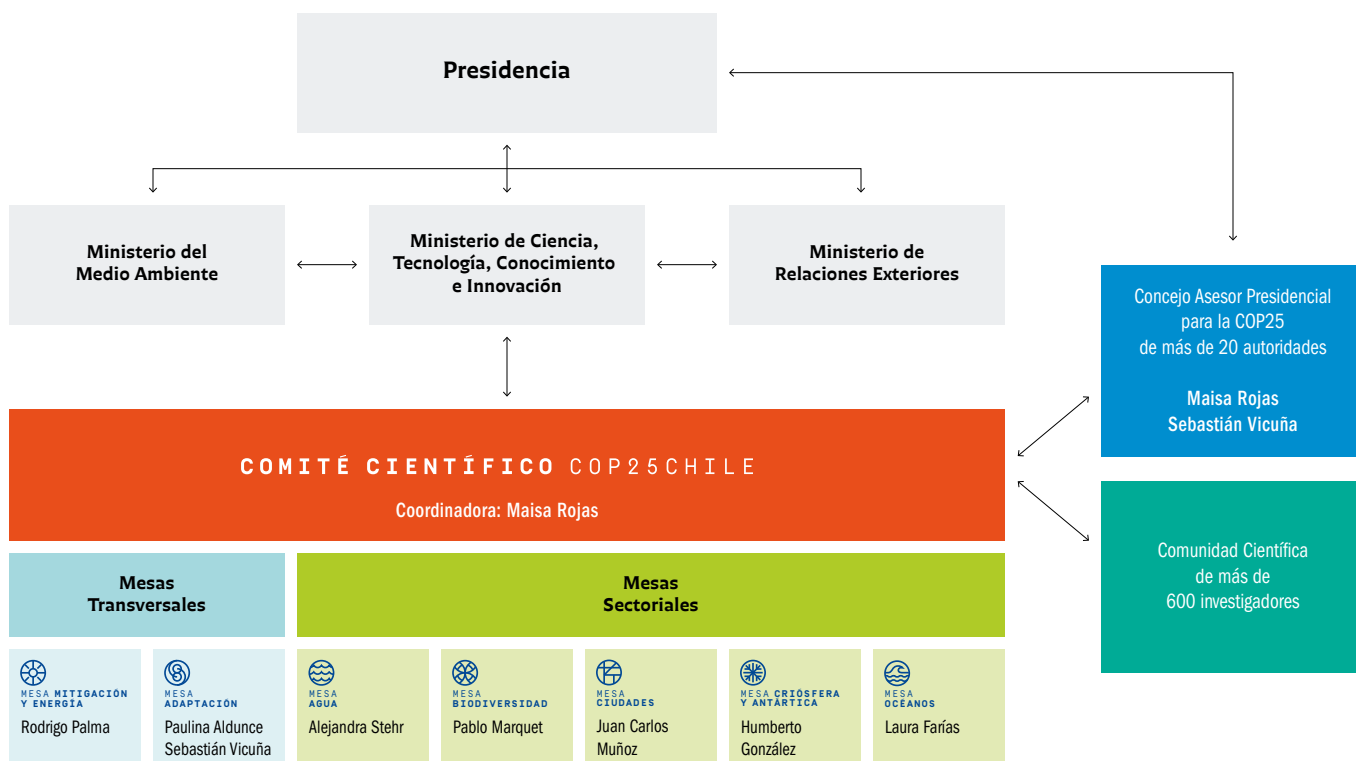 Presidencia
Ministerio del
Medio Ambiente
Ministerio de Ciencia,
Tecnología, Conocimiento
e Innovación
Ministerio de
Relaciones Exteriores
Concejo Asesor Presidencial
para la COP25
de más de 20 autoridades
Maisa Rojas
Sebastián Vicuña
COMITÉ CIENTÍFICO COP25CHILE
Coordinadora: Maisa Rojas
Comunidad Científica
de más de
600 investigadores
Mesas
Transversales
Mesas
Sectoriales
MESA MITIGACIÓN
Y ENERGÍA
Rodrigo Palma
MESA
ADAPTACIÓN
Paulina Aldunce
Sebastián Vicuña
MESA
AGUA
Alejandra Stehr
MESA
BIODIVERSIDAD
Pablo Marquet
MESA
CIUDADES
Juan Carlos
Muñoz
MESA CRIÓSFERA
Y ANTÁRTICA
Humberto
González
MESA
OCÉANOS
Laura Farías